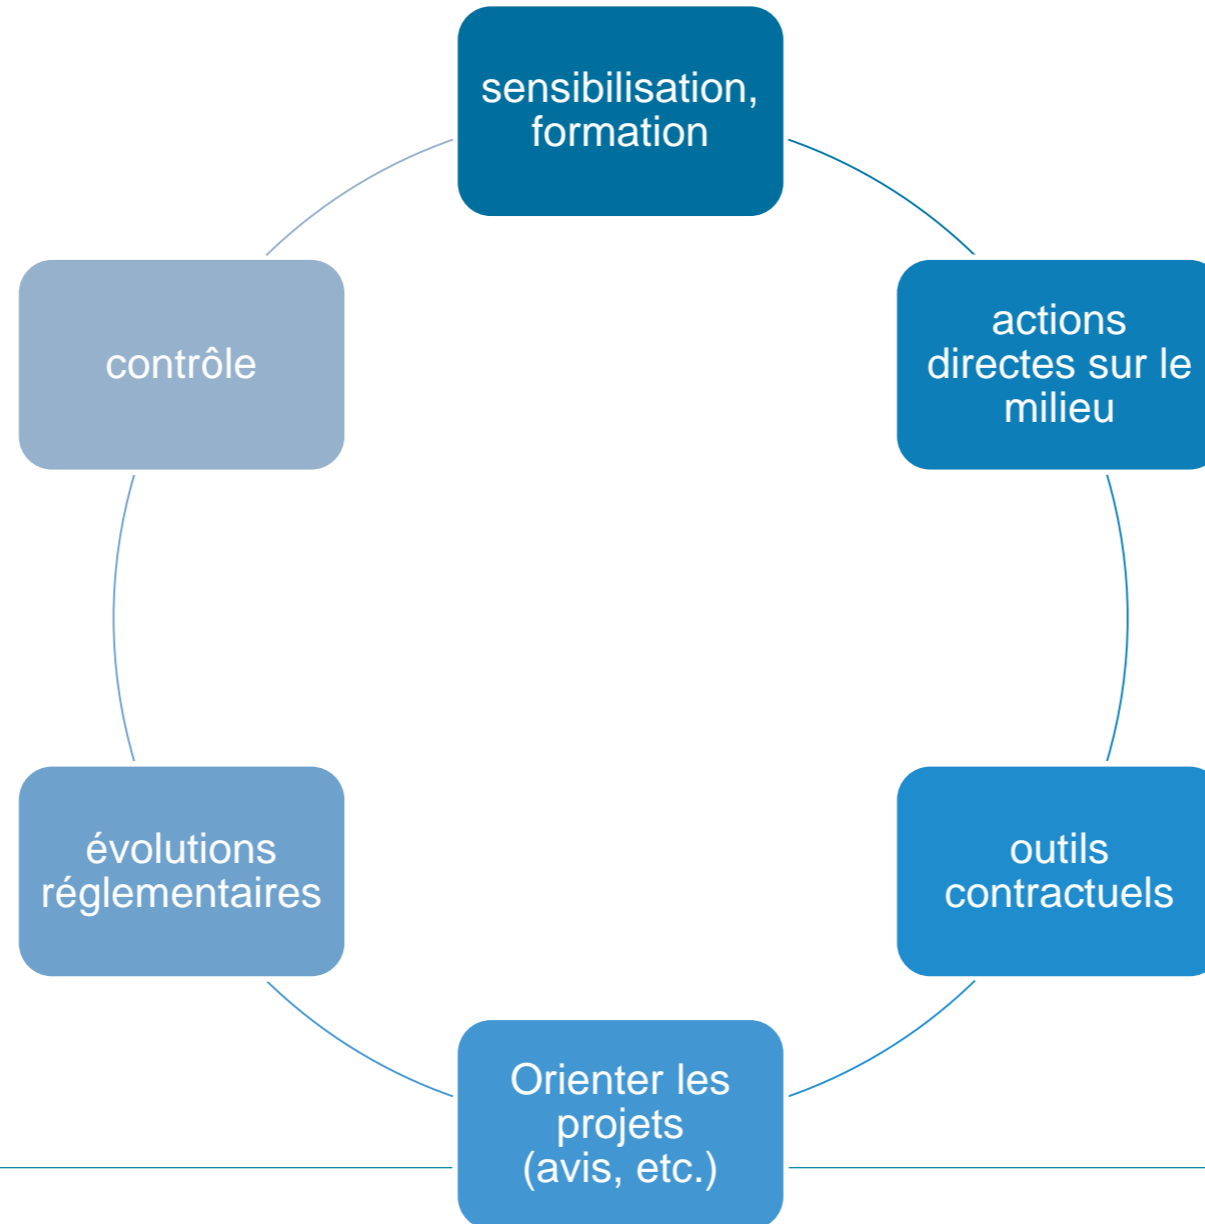 sensibilisation,
formation
actions
directes sur le
milieu
outils
contractuels
Orienter les
projets
(avis, etc.)
évolutions
réglementaires
contrôle